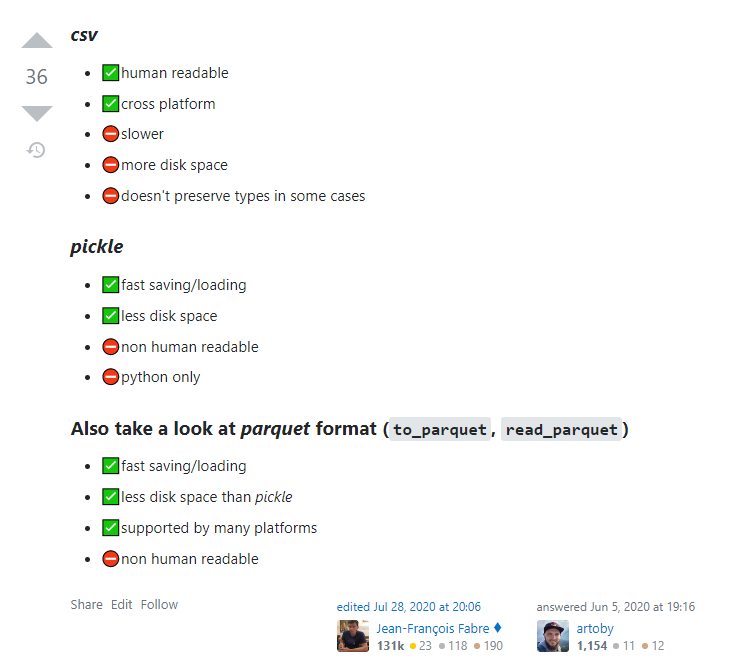 csv
36
human readable
cross platform
slower
more disk space
doesn't preserve types in some cases
pickle
fast saving/loading
less disk space
non human readable
python only
Also take a look at parquet format (to_parquet, read_parquet)
fast saving/loading
less disk space than pickle
supported by many platforms
non human readable
Share Edit Follow
edited Jul 28, 2020 at 20:06
Jean-François Fabre ♦
131k 23 118 190
answered Jun 5, 2020 at 19:16
artoby
1,154 11 12